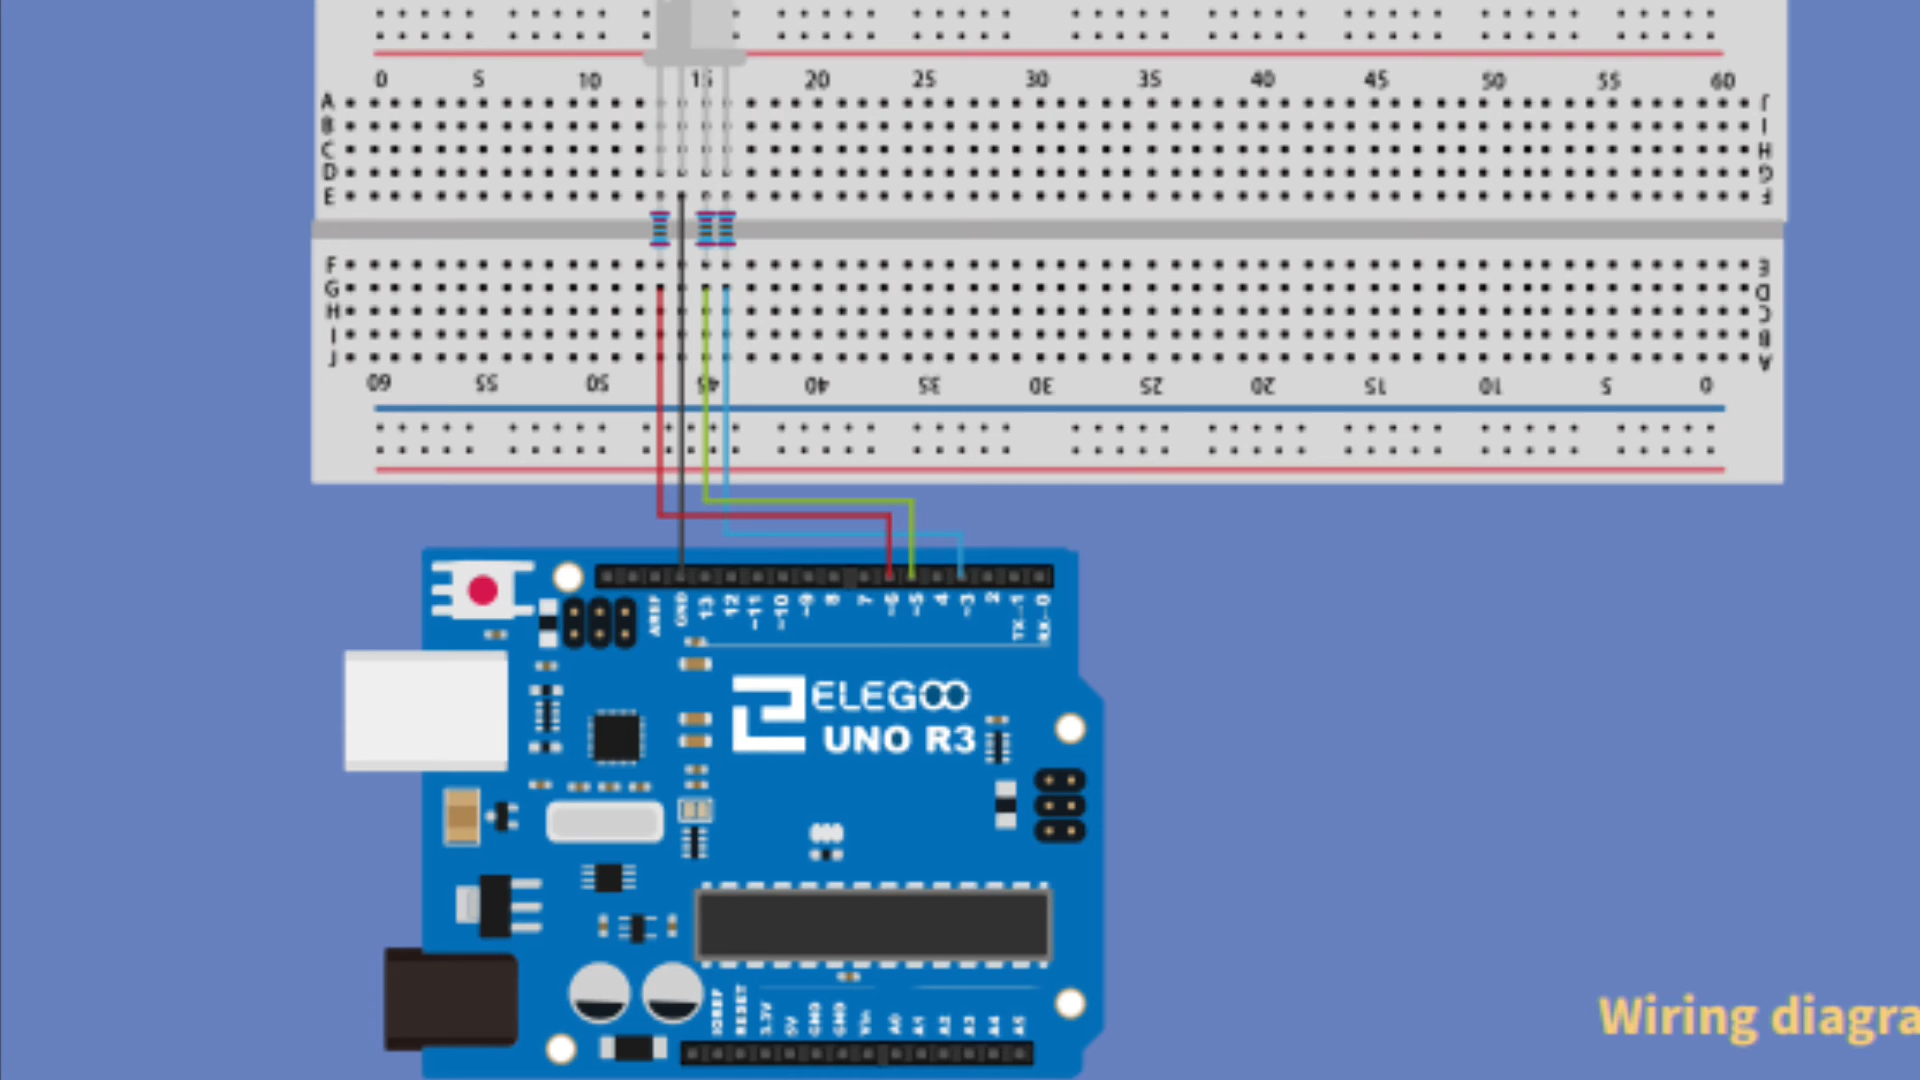 0 5 10 15 20 25 30 35 40 45 50 55 60
A J
B I
C H
D G
E F
F E
G D
H C
I B
J A
60 55 50 45 40 35 30 25 20 15 10 5 0
AREF GND 13 12 ~11 ~10 ~9 8 7 ~6 ~5 4 ~3 2 TX→1 RX←0
ELEGOO
UNO R3
IOREF RESET 3.3V 5V GND GND Vin A0 A1 A2 A3 A4 A5
Wiring diagra